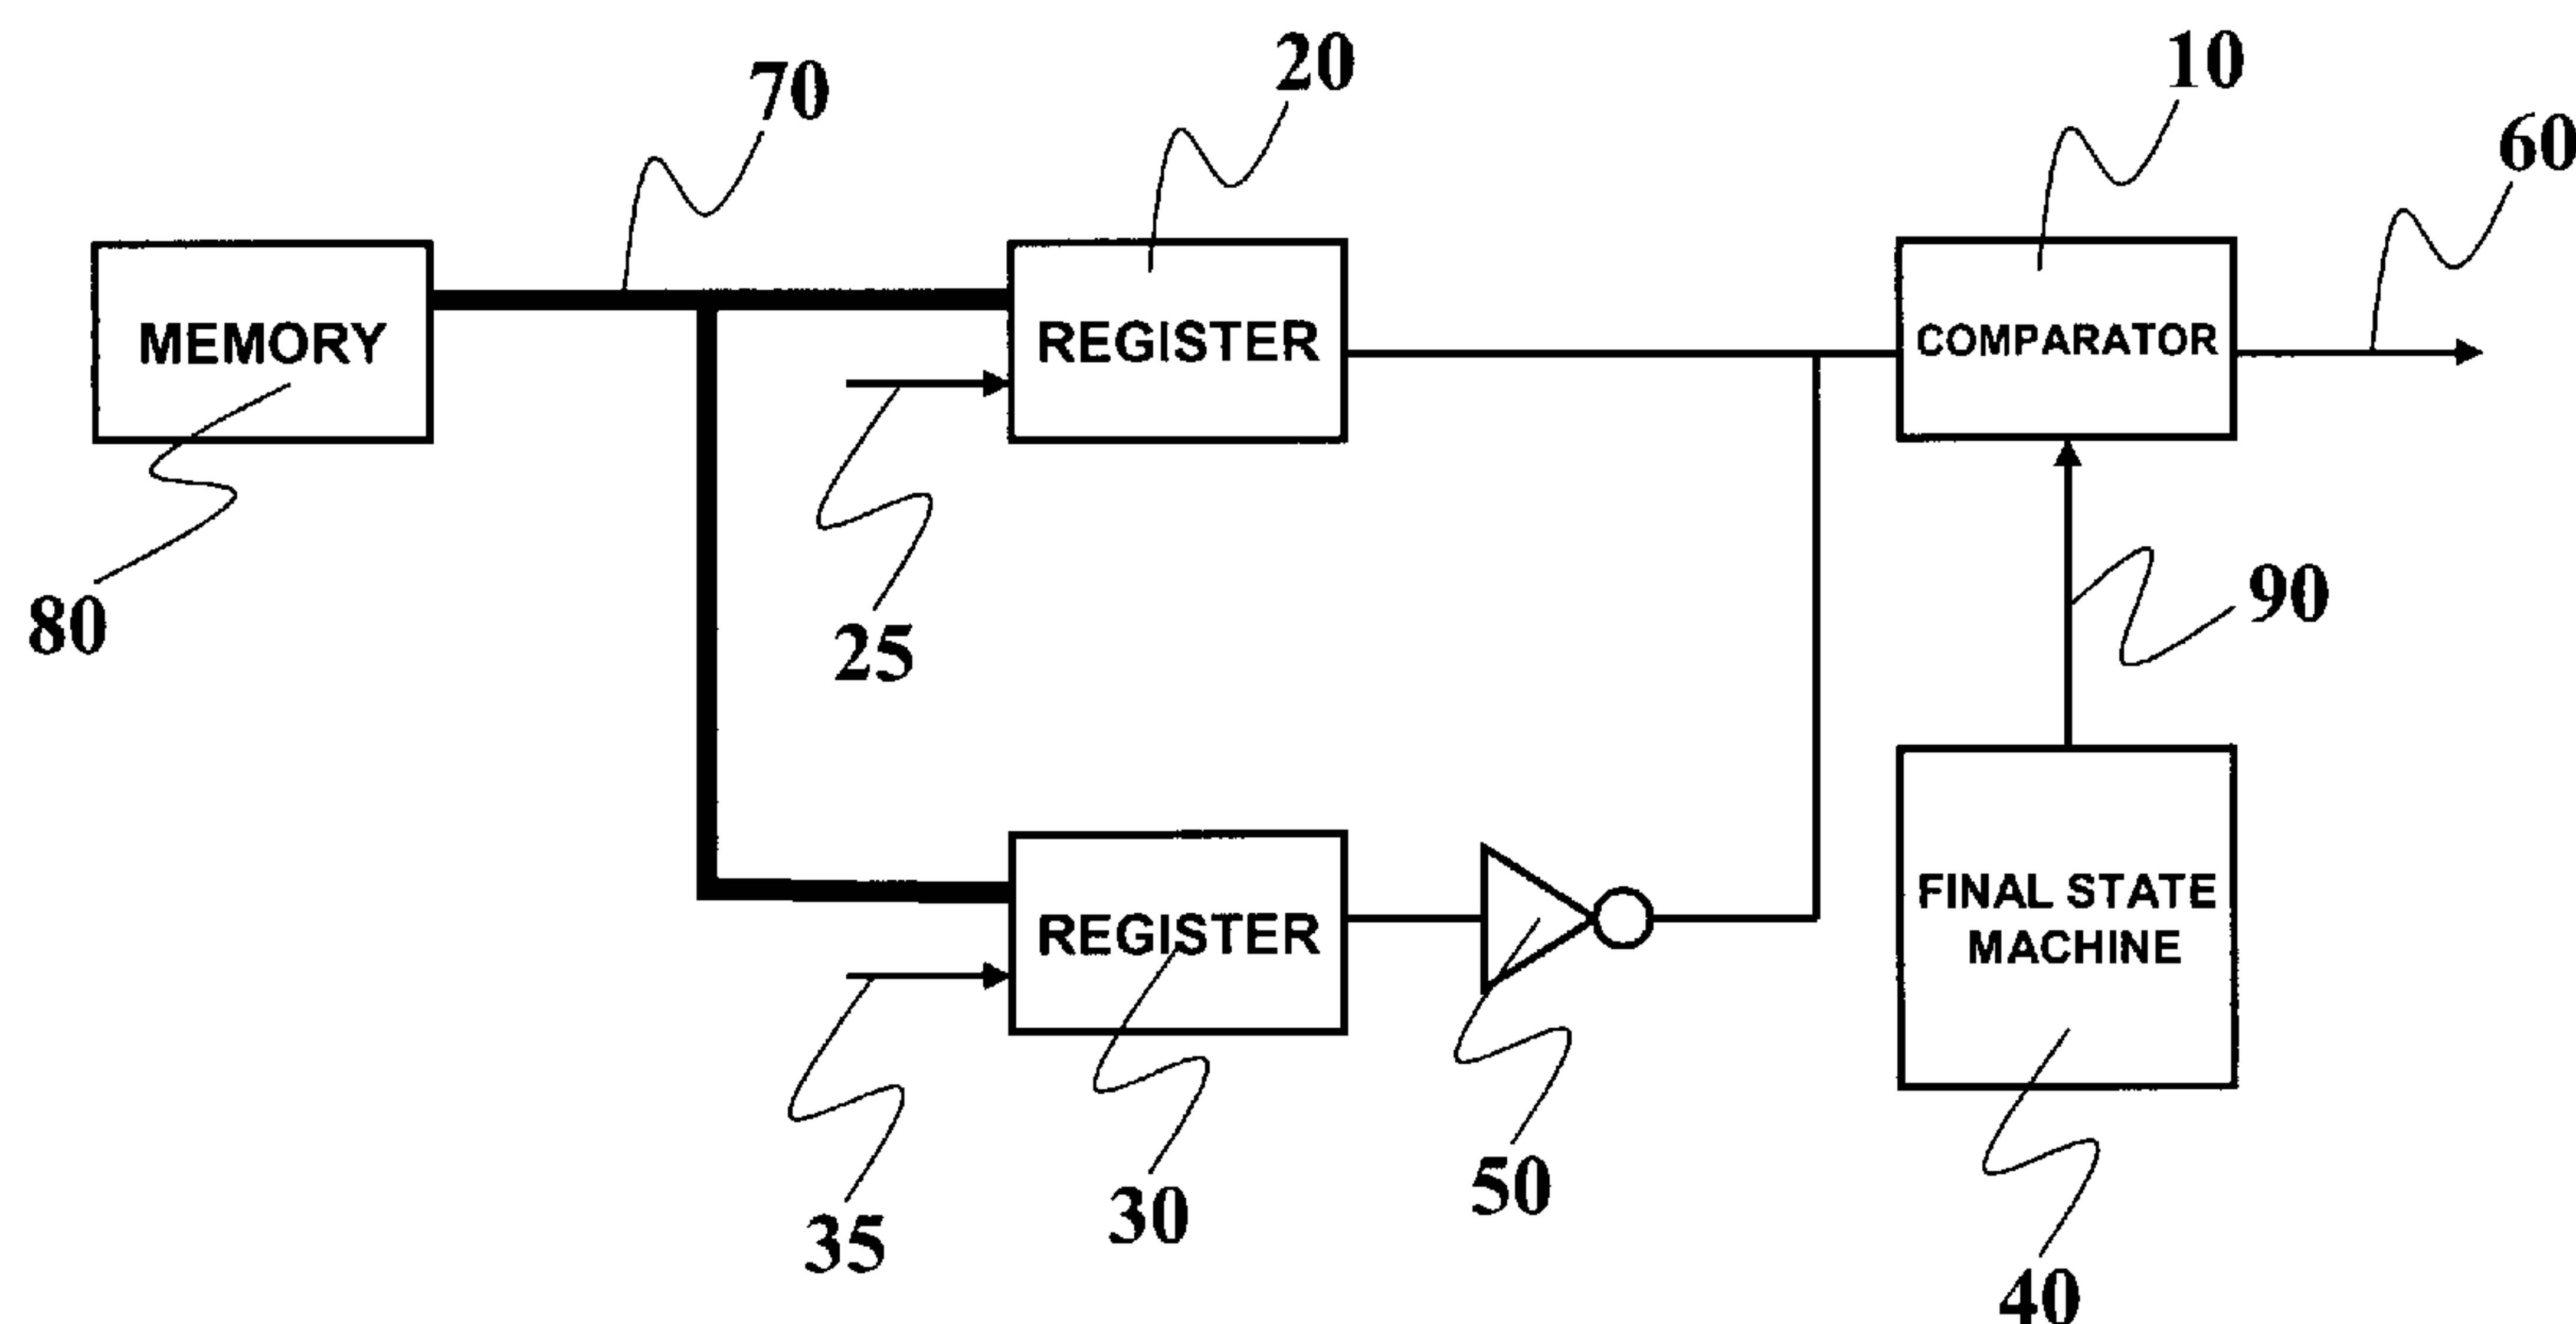 70
20
10
60
MEMORY
REGISTER
COMPARATOR
80
25
90
REGISTER
FINAL STATE
MACHINE
35
30
50
40